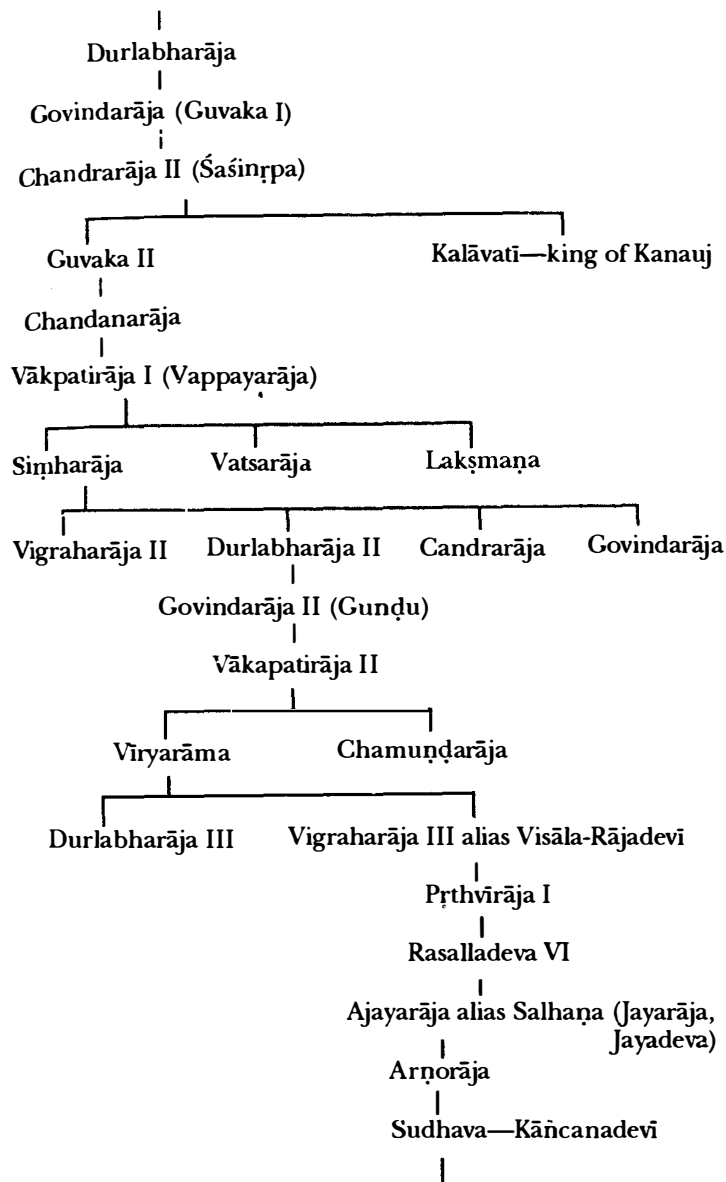 Durlabharāja
Govindarāja (Guvaka I)
Chandrarāja II (Śaśinṛpa)
Guvaka II Kalāvatī—king of Kanauj
Chandanarāja
Vākpatirāja I (Vappayarāja)
Siṃharāja Vatsarāja Lakṣmaṇa
Vigraharāja II Durlabharāja II Candrarāja Govindarāja
Govindarāja II (Gunḍu)
Vākapatirāja II
Vīryarāma Chamuṇḍarāja
Durlabharāja III Vigraharāja III alias Visāla-Rājadevī
Pṛthvīrāja I
Rasalladeva VI
Ajayarāja alias Salhaṇa (Jayarāja,
Jayadeva)
Arṇorāja
Sudhava—Kāñcanadevī